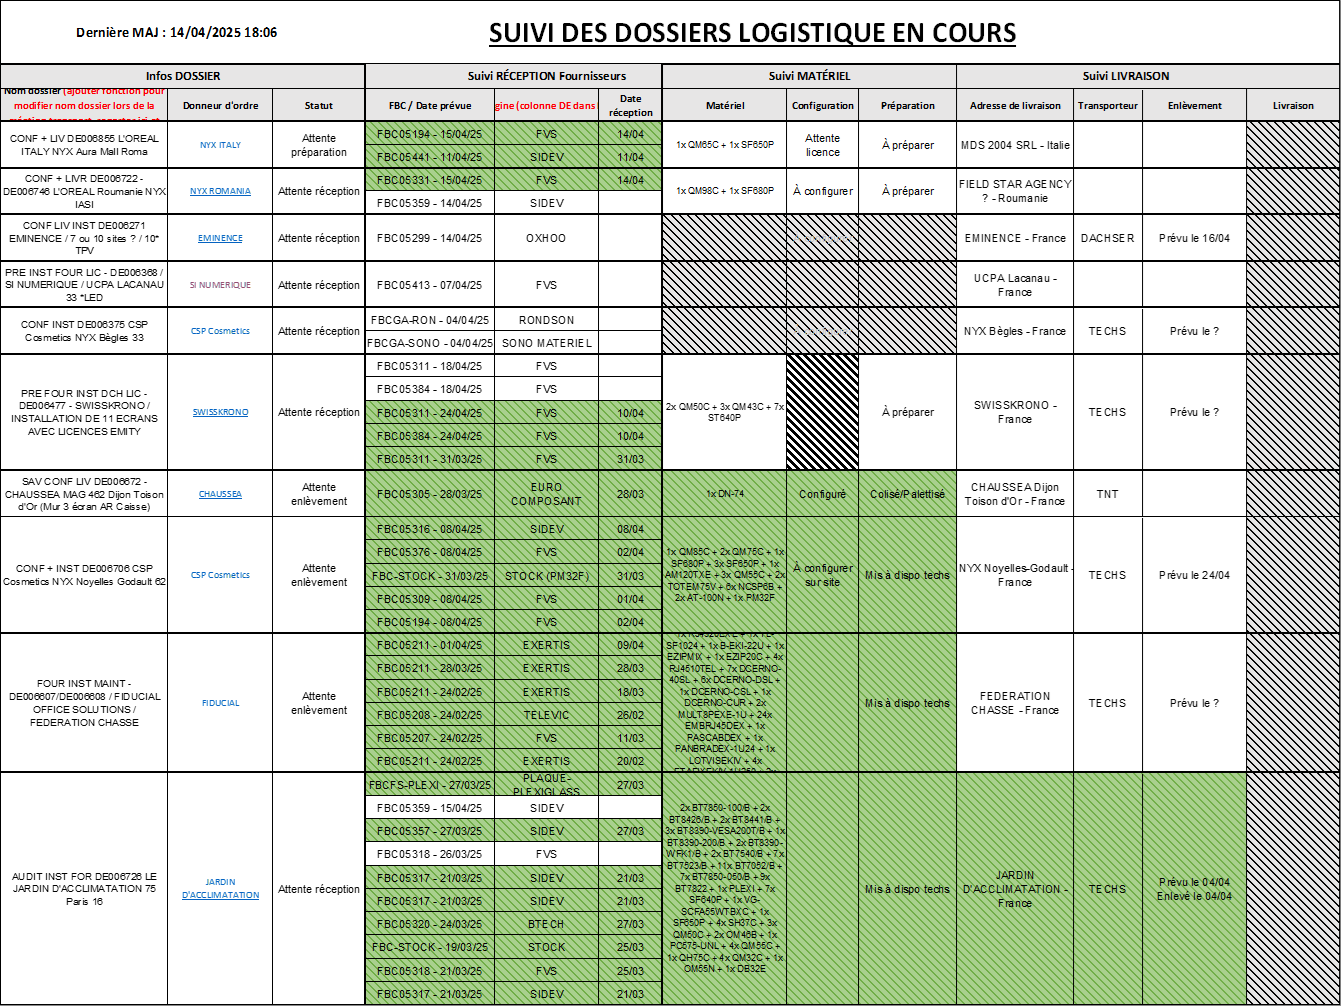 Dernière MAJ : 14/04/2025 18:06
SUIVI DES DOSSIERS LOGISTIQUE EN COURS
Infos DOSSIER
Suivi RÉCEPTION Fournisseurs
Suivi MATÉRIEL
Suivi LIVRAISON
Nom dossier (ajouter fonction pour
modifier nom dossier lors de la
Donneur d'ordre
Statut
FBC / Date prévue
gine (colonne DE dans
Date
réception
Matériel
Configuration
Préparation
Adresse de livraison
Transporteur
Enlèvement
Livraison
CONF + LIV DE006855 L'OREAL
ITALY NYX Aura Mall Roma
NYX ITALY
Attente
préparation
FBC05194 - 15/04/25
FVS
14/04
FBC05441 - 11/04/25
SIDEV
11/04
1x QM65C + 1x SF650P
Attente
licence
À préparer
MDS 2004 SRL - Italie
CONF + LIVR DE006722 -
DE006746 L'OREAL Roumanie NYX
IASI
NYX ROMANIA
Attente réception
FBC05331 - 15/04/25
FVS
14/04
FBC05359 - 14/04/25
SIDEV
1x QM98C + 1x SF680P
À configurer
À préparer
FIELD STAR AGENCY
? - Roumanie
CONF LIV INST DE006271
EMINENCE / 7 ou 10 sites ? / 10*
TPV
EMINENCE
Attente réception
FBC05299 - 14/04/25
OXHOO
EMINENCE - France
DACHSER
Prévu le 16/04
PRE INST FOUR LIC - DE006368 /
SI NUMERIQUE / UCPA LACANAU
33 *LED
SI NUMERIQUE
Attente réception
FBC05413 - 07/04/25
FVS
UCPA Lacanau -
France
CONF INST DE006375 CSP
Cosmetics NYX Bègles 33
CSP Cosmetics
Attente réception
FBCGA-RON - 04/04/25
RONDSON
FBCGA-SONO - 04/04/25
SONO MATERIEL
NYX Bègles - France
TECHS
Prévu le ?
PRE FOUR INST DCH LIC -
DE006477 - SWISSKRONO /
INSTALLATION DE 11 ECRANS
AVEC LICENCES EMITY
SWISSKRONO
Attente réception
FBC05311 - 18/04/25
FVS
FBC05384 - 18/04/25
FVS
FBC05311 - 24/04/25
FVS
10/04
FBC05384 - 24/04/25
FVS
10/04
FBC05311 - 31/03/25
FVS
31/03
2x QM50C + 3x QM43C + 7x
ST640P
À préparer
SWISSKRONO -
France
TECHS
Prévu le ?
SAV CONF LIV DE006672 -
CHAUSSEA MAG 462 Dijon Toison
d'Or (Mur 3 écran AR Caisse)
CHAUSSEA
Attente
enlèvement
FBC05305 - 28/03/25
EURO
COMPOSANT
28/03
1x DN-74
Configuré
Colisé/Palettisé
CHAUSSEA Dijon
Toison d'Or - France
TNT
CONF + INST DE006706 CSP
Cosmetics NYX Noyelles Godault 62
CSP Cosmetics
Attente
enlèvement
FBC05316 - 08/04/25
SIDEV
08/04
FBC05376 - 08/04/25
FVS
02/04
FBC-STOCK - 31/03/25
STOCK (PM32F)
31/03
FBC05309 - 08/04/25
FVS
01/04
FBC05194 - 08/04/25
FVS
02/04
1x QM85C + 2x QM75C + 1x
SF680P + 3x SF650P + 1x
AM120TXE + 3x QM55C + 2x
TOTEM75V + 6x NCSP6B +
2x AT-100N + 1x PM32F
À configurer
sur site
Mis à dispo techs
NYX Noyelles-Godault -
France
TECHS
Prévu le 24/04
FOUR INST MAINT -
DE006607/DE006608 / FIDUCIAL
OFFICE SOLUTIONS /
FEDERATION CHASSE
FIDUCIAL
Attente
enlèvement
FBC05211 - 01/04/25
EXERTIS
09/04
FBC05211 - 28/03/25
EXERTIS
28/03
FBC05211 - 24/02/25
EXERTIS
18/03
FBC05208 - 24/02/25
TELEVIC
26/02
FBC05207 - 24/02/25
FVS
11/03
FBC05211 - 24/02/25
EXERTIS
20/02
SF1024 + 1x B-EKI-22U + 1x
EZIPMIX + 1x EZIP20C + 4x
RJ4510TEL + 7x DCERNO-
40SL + 6x DCERNO-DSL +
1x DCERNO-CSL + 1x
DCERNO-CUR + 2x
MULT8PEXE-1U + 24x
EMBRJ45DEX + 1x
PASCABDEX + 1x
PANBRADEX-1U24 + 1x
LOTVISEKIV + 4x
Mis à dispo techs
FEDERATION
CHASSE - France
TECHS
Prévu le ?
AUDIT INST FOR DE006726 LE
JARDIN D'ACCLIMATATION 75
Paris 16
JARDIN
D'ACCLIMATATION
Attente réception
FBCFS-PLEXI - 27/03/25
PLAQUE-
PLEXIGLASS
27/03
FBC05359 - 15/04/25
SIDEV
FBC05357 - 27/03/25
SIDEV
27/03
FBC05318 - 26/03/25
FVS
FBC05317 - 21/03/25
SIDEV
21/03
FBC05317 - 21/03/25
SIDEV
21/03
FBC05320 - 24/03/25
BTECH
27/03
FBC-STOCK - 19/03/25
STOCK
25/03
FBC05318 - 21/03/25
FVS
25/03
FBC05317 - 21/03/25
SIDEV
21/03
2x BT7850-100/B + 2x
BT8426/B + 2x BT8441/B +
3x BT8390-VESA200T/B + 1x
BT8390-200/B + 2x BT8390-
WFK1/B + 2x BT7540/B + 7x
BT7523/B + 11x BT7052/B +
7x BT7850-050/B + 9x
BT7822 + 1x PLEXI + 7x
SF640P + 1x VG-
SCFA55WTBXC + 1x
SF650P + 4x SH37C + 3x
QM50C + 2x OM46B + 1x
PC575-UNL + 4x QM55C +
1x QH75C + 4x QM32C + 1x
OM55N + 1x DB32E
Mis à dispo techs
JARDIN
D'ACCLIMATATION -
France
TECHS
Prévu le 04/04
Enlevé le 04/04